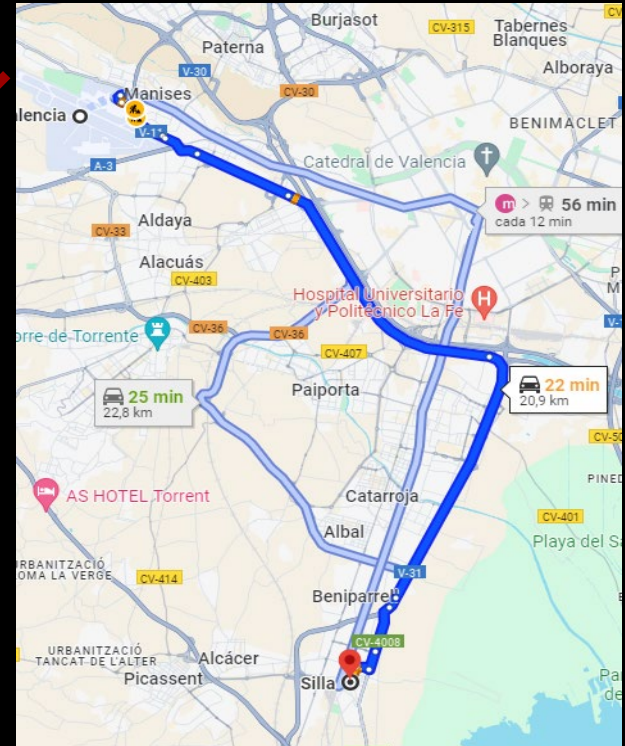 Burjasot
CV-315
Tabernes
Blanques
Paterna
Alboraya
V-30
CV-30
Manises
alencia
BENIMACLET
V-11
Catedral de Valencia
A-3
m > 56 min
cada 12 min
Aldaya
CV-33
Alacuás
CV-403
Hospital Universitario
y Politécnico La Fe
H
CV-36
orre de Torrente
CV-36
CV-407
25 min
22,8 km
Paiporta
22 min
20,9 km
CV-50
AS HOTEL Torrent
Catarroja
PINED
CV-401
Albal
Playa del Sa
URBANITZACIÓ
OMA LA VERGE
CV-414
V-31
Beniparrell
CV-4008
URBANITZACIÓ
TANCAT DE L'ALTER
Alcácer
Picassent
Silla
Pa
de